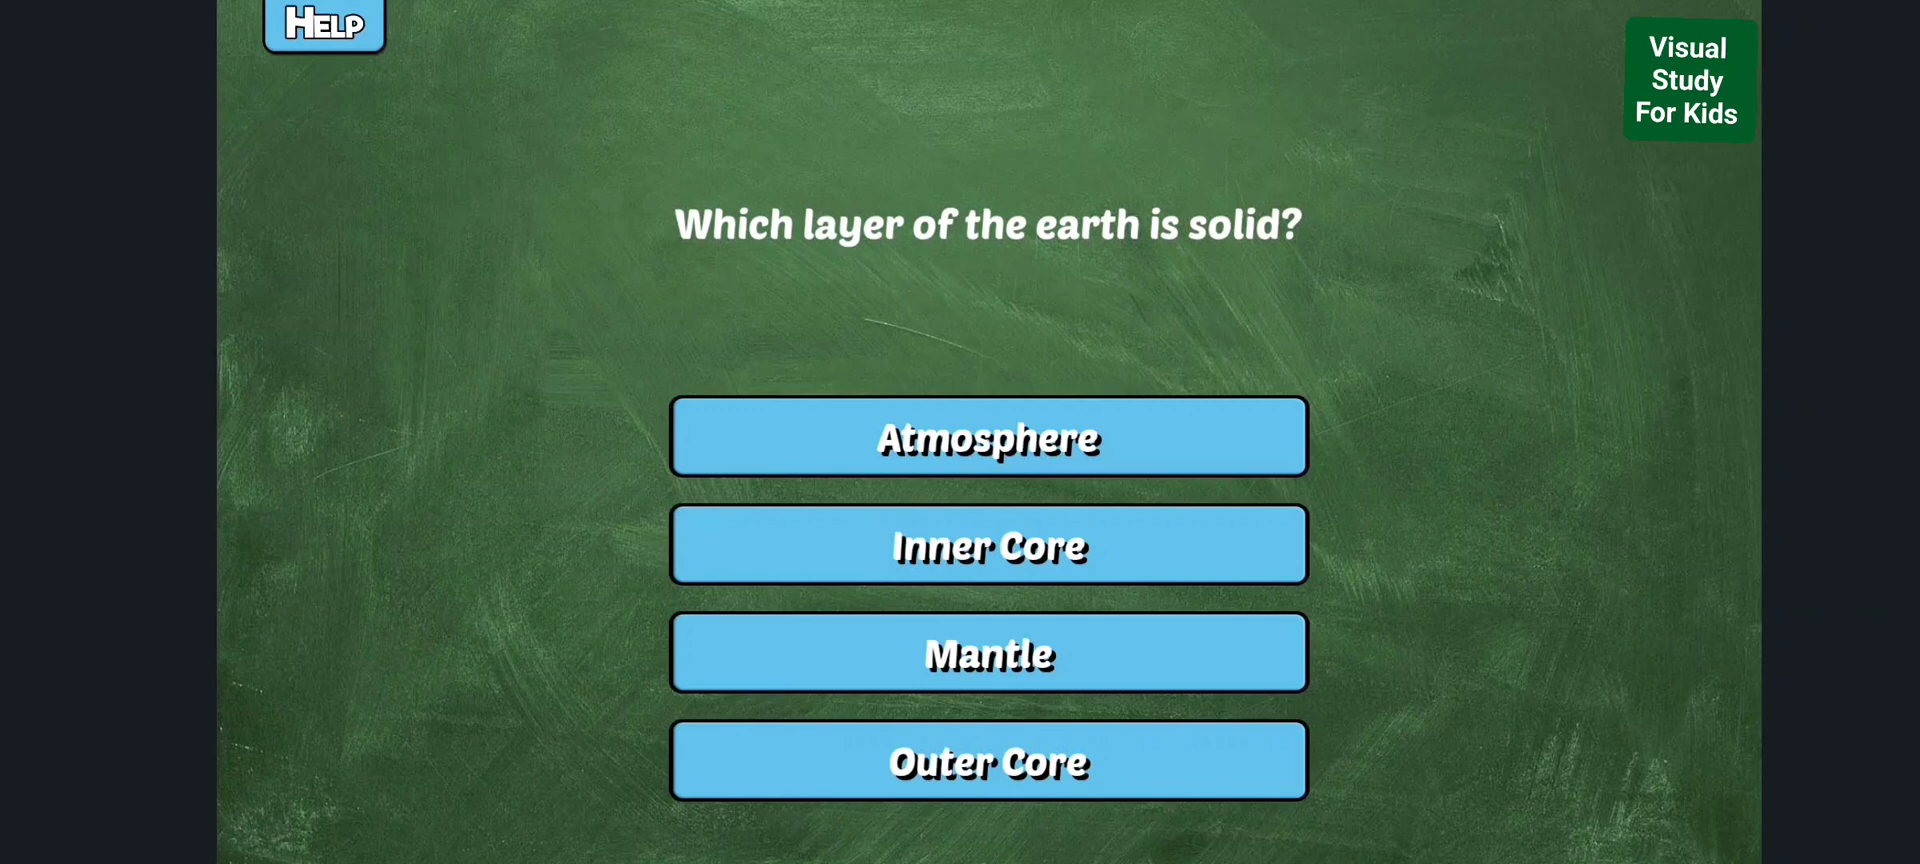 HELP
Visual
Study
For Kids
Which layer of the earth is solid?
Atmosphere
Inner Core
Mantle
Outer Core